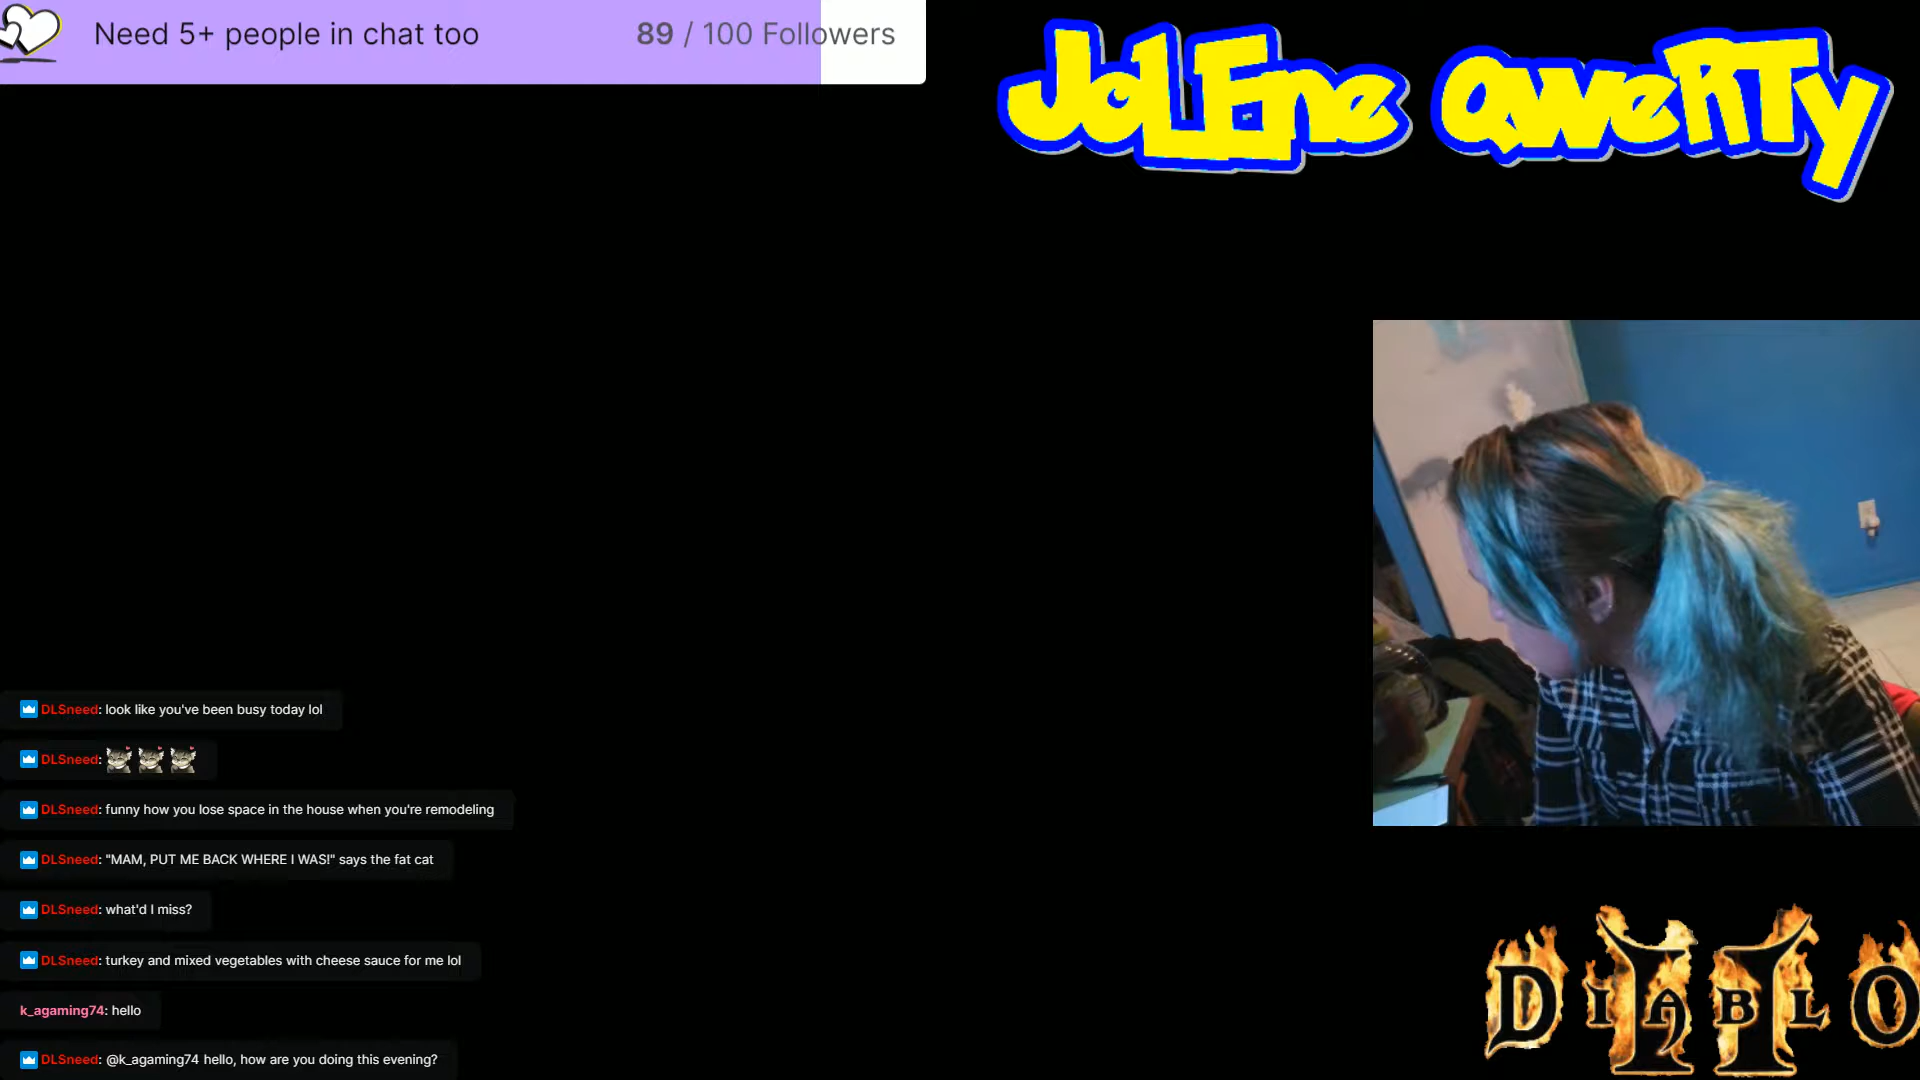 Need 5+ people in chat too
89 / 100 Followers
JoLEne QweRTy
DLSneed: look like you've been busy today lol
DLSneed:
DLSneed: funny how you lose space in the house when you're remodeling
DLSneed: "MAM, PUT ME BACK WHERE I WAS!" says the fat cat
DLSneed: what'd I miss?
DLSneed: turkey and mixed vegetables with cheese sauce for me lol
k_agaming74: hello
DLSneed: @k_agaming74 hello, how are you doing this evening?
DIABLO
II